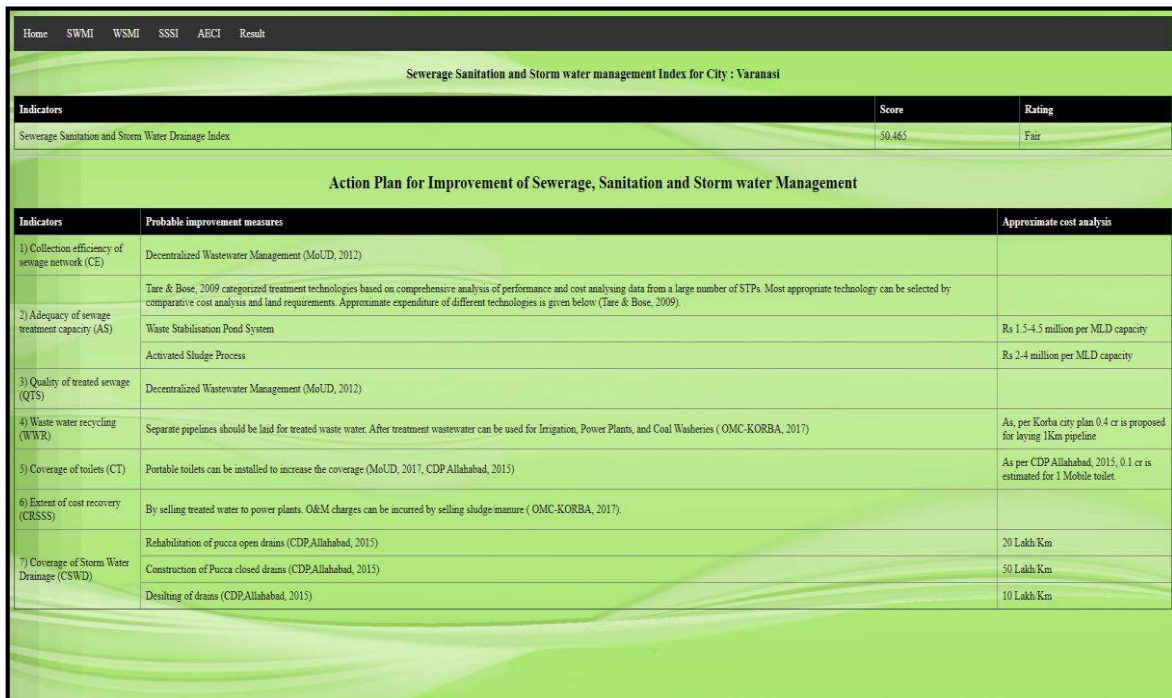 Home SWMI WSMI SSSI AECI Result
Sewerage Sanitation and Storm water management Index for City : Varanasi
Indicators Score Rating
Sewerage Sanitation and Storm Water Drainage Index 50.465 Fair
Action Plan for Improvement of Sewerage, Sanitation and Storm water Management
Indicators Probable improvement measures Approximate cost analysis
1) Collection efficiency of
sewage network (CE)
Decentralized Wastewater Management (MoUD, 2012)
2) Adequacy of sewage
treatment capacity (AS)
Tare & Bose, 2009 categorized treatment technologies based on comprehensive analysis of performance and cost analysing data from a large number of STPs. Most appropriate technology can be selected by
comparative cost analysis and land requirements. Approximate expenditure of different technologies is given below (Tare & Bose, 2009).
Waste Stabilisation Pond System Rs 1.5-4.5 million per MLD capacity
Activated Sludge Process Rs 2-4 million per MLD capacity
3) Quality of treated sewage
(QTS)
Decentralized Wastewater Management (MoUD, 2012)
4) Waste water recycling
(WWR)
Separate pipelines should be laid for treated waste water. After treatment wastewater can be used for Irrigation, Power Plants, and Coal Washeries ( OMC-KORBA, 2017)
As, per Korba city plan 0.4 cr is proposed
for laying 1Km pipeline
5) Coverage of toilets (CT)
Portable toilets can be installed to increase the coverage (MoUD, 2017, CDP Allahabad, 2015)
As per CDP Allahabad, 2015, 0.1 cr is
estimated for 1 Mobile toilet.
6) Extent of cost recovery
(CRSSS)
By selling treated water to power plants. O&M charges can be incurred by selling sludge/manure ( OMC-KORBA, 2017).
7) Coverage of Storm Water
Drainage (CSWD)
Rehabilitation of pucca open drains (CDP,Allahabad, 2015) 20 Lakh/Km
Construction of Pucca closed drains (CDP,Allahabad, 2015) 50 Lakh/Km
Desilting of drains (CDP,Allahabad, 2015) 10 Lakh/Km